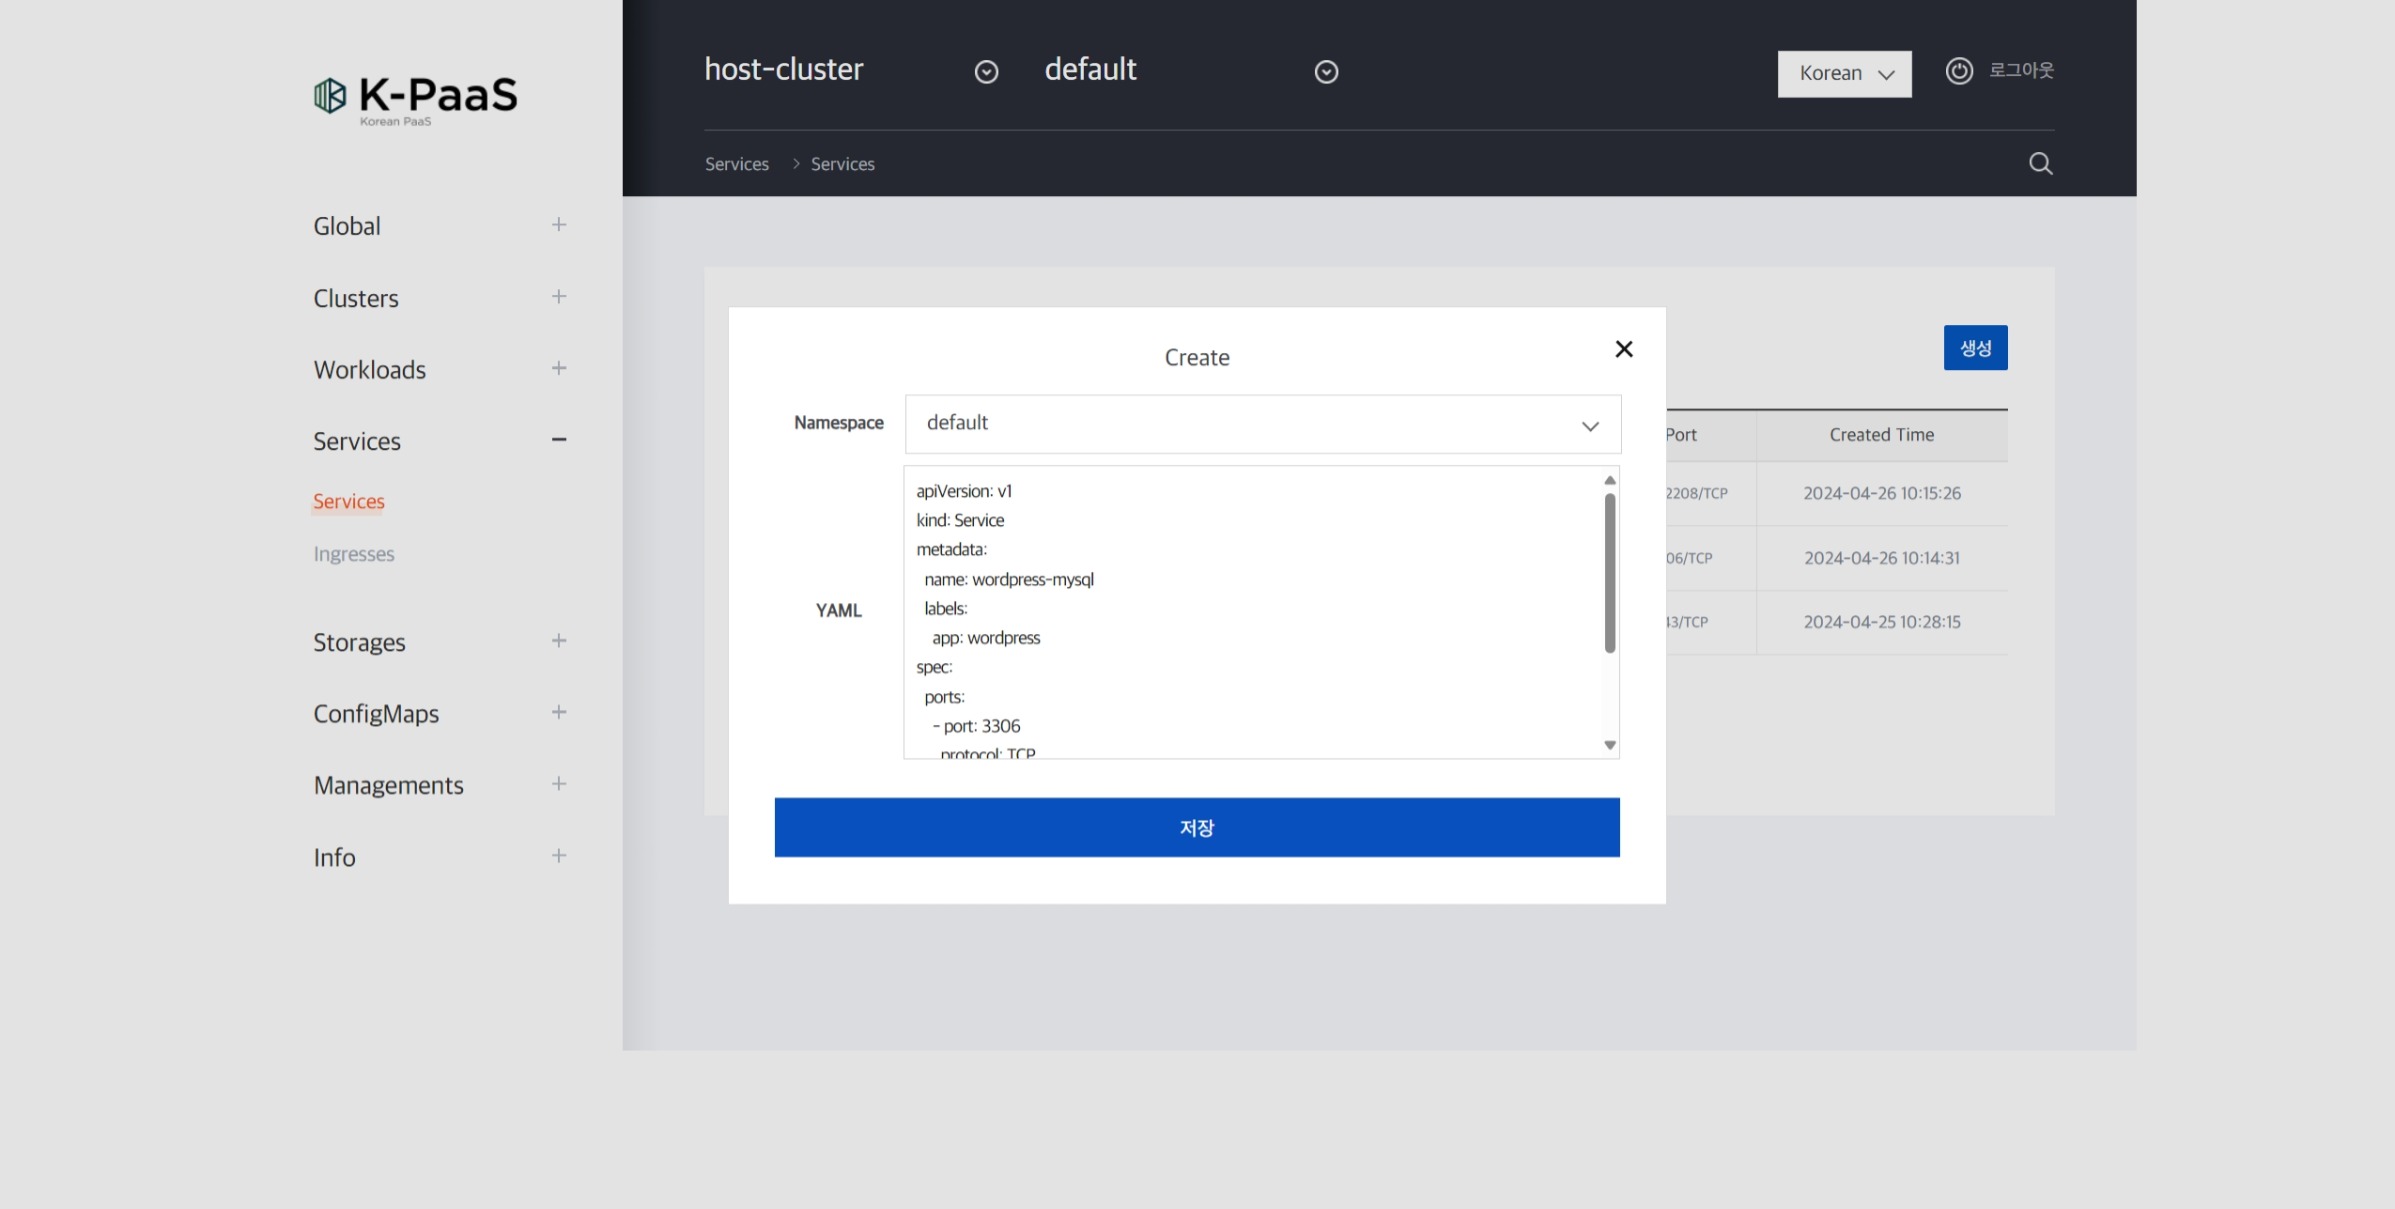 K-PaaS
Korean PaaS
host-cluster
default
Korean
로그아웃
Services > Services
Global
Clusters
Workloads
Services
Services
Ingresses
Storages
ConfigMaps
Managements
Info
생성
Port
Created Time
2208/TCP
2024-04-26 10:15:26
06/TCP
2024-04-26 10:14:31
43/TCP
2024-04-25 10:28:15
Create
Namespace
default
YAML
apiVersion: v1
kind: Service
metadata:
name: wordpress-mysql
labels:
app: wordpress
spec:
ports:
- port: 3306
protocol: TCP
저장